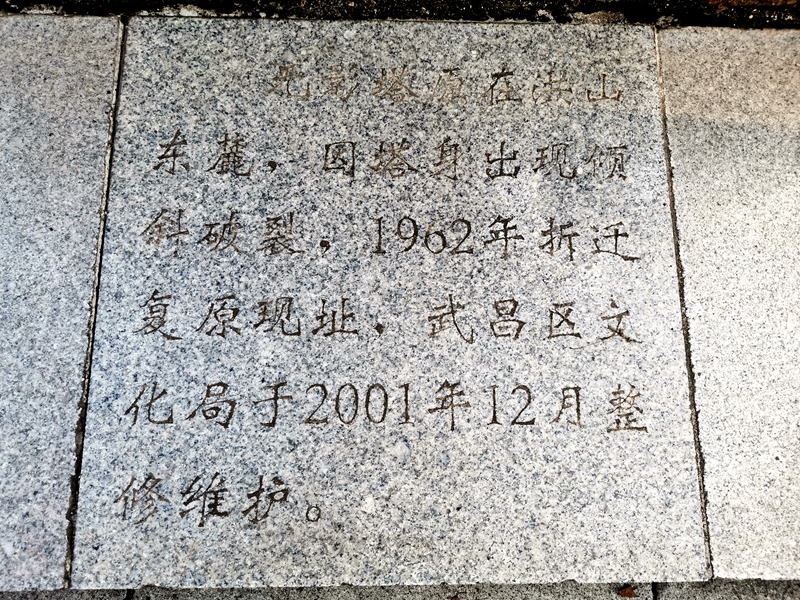 无影塔原在洪山
东麓，因塔身出现倾
斜破裂，1962年折迁
复原现址，武昌区文
化局于2001年12月整
修维护。